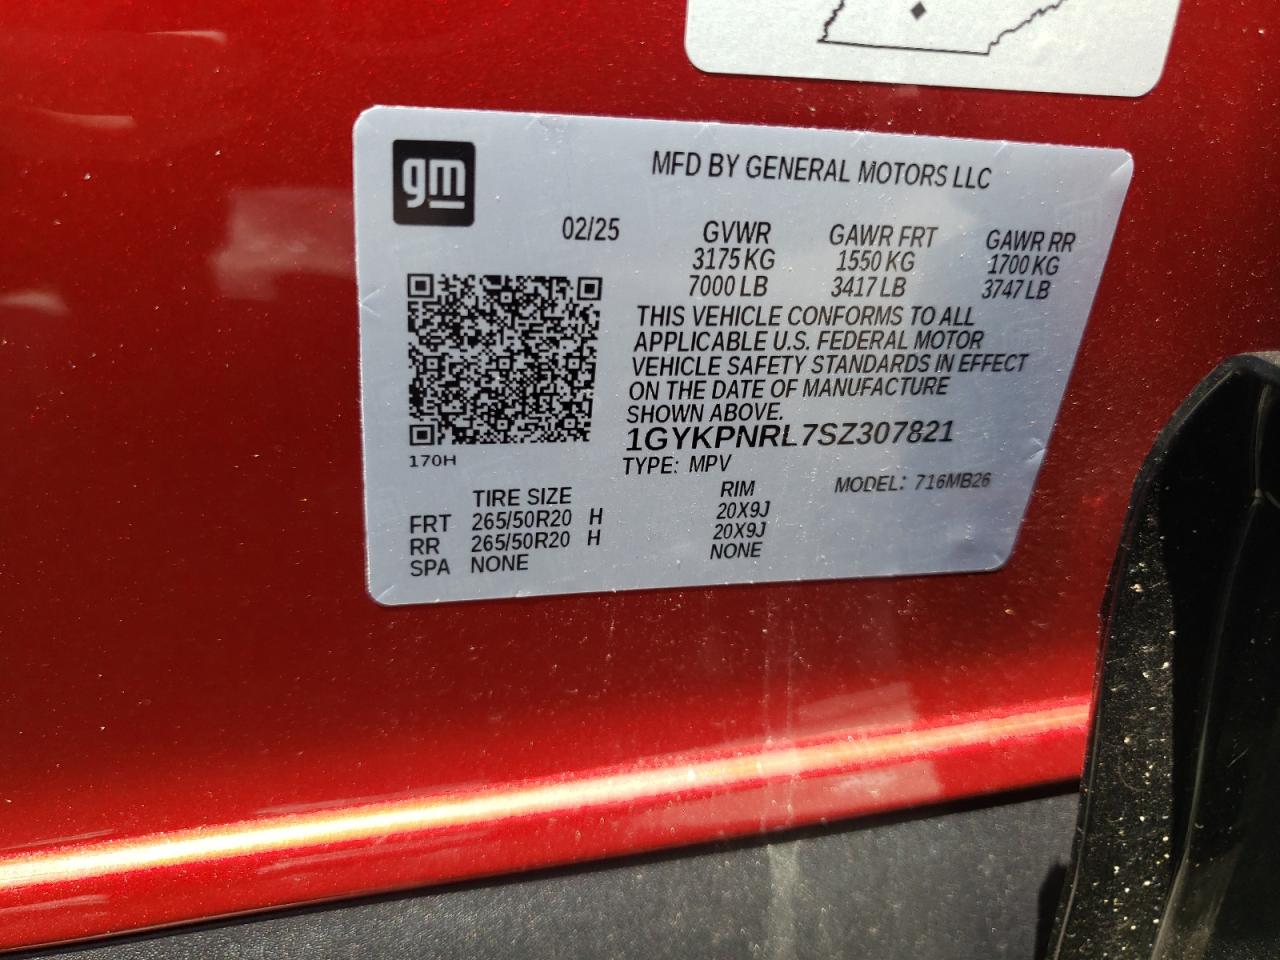 gm
MFD BY GENERAL MOTORS LLC
02/25 GVWR GAWR FRT GAWR RR
3175 KG 1550 KG 1700 KG
7000 LB 3417 LB 3747 LB
THIS VEHICLE CONFORMS TO ALL
APPLICABLE U.S. FEDERAL MOTOR
VEHICLE SAFETY STANDARDS IN EFFECT
ON THE DATE OF MANUFACTURE
SHOWN ABOVE.
1GYKPNRL7SZ307821
170H
TYPE: MPV
MODEL: 716MB26
TIRE SIZE RIM
FRT 265/50R20 H 20X9J
RR 265/50R20 H 20X9J
SPA NONE NONE